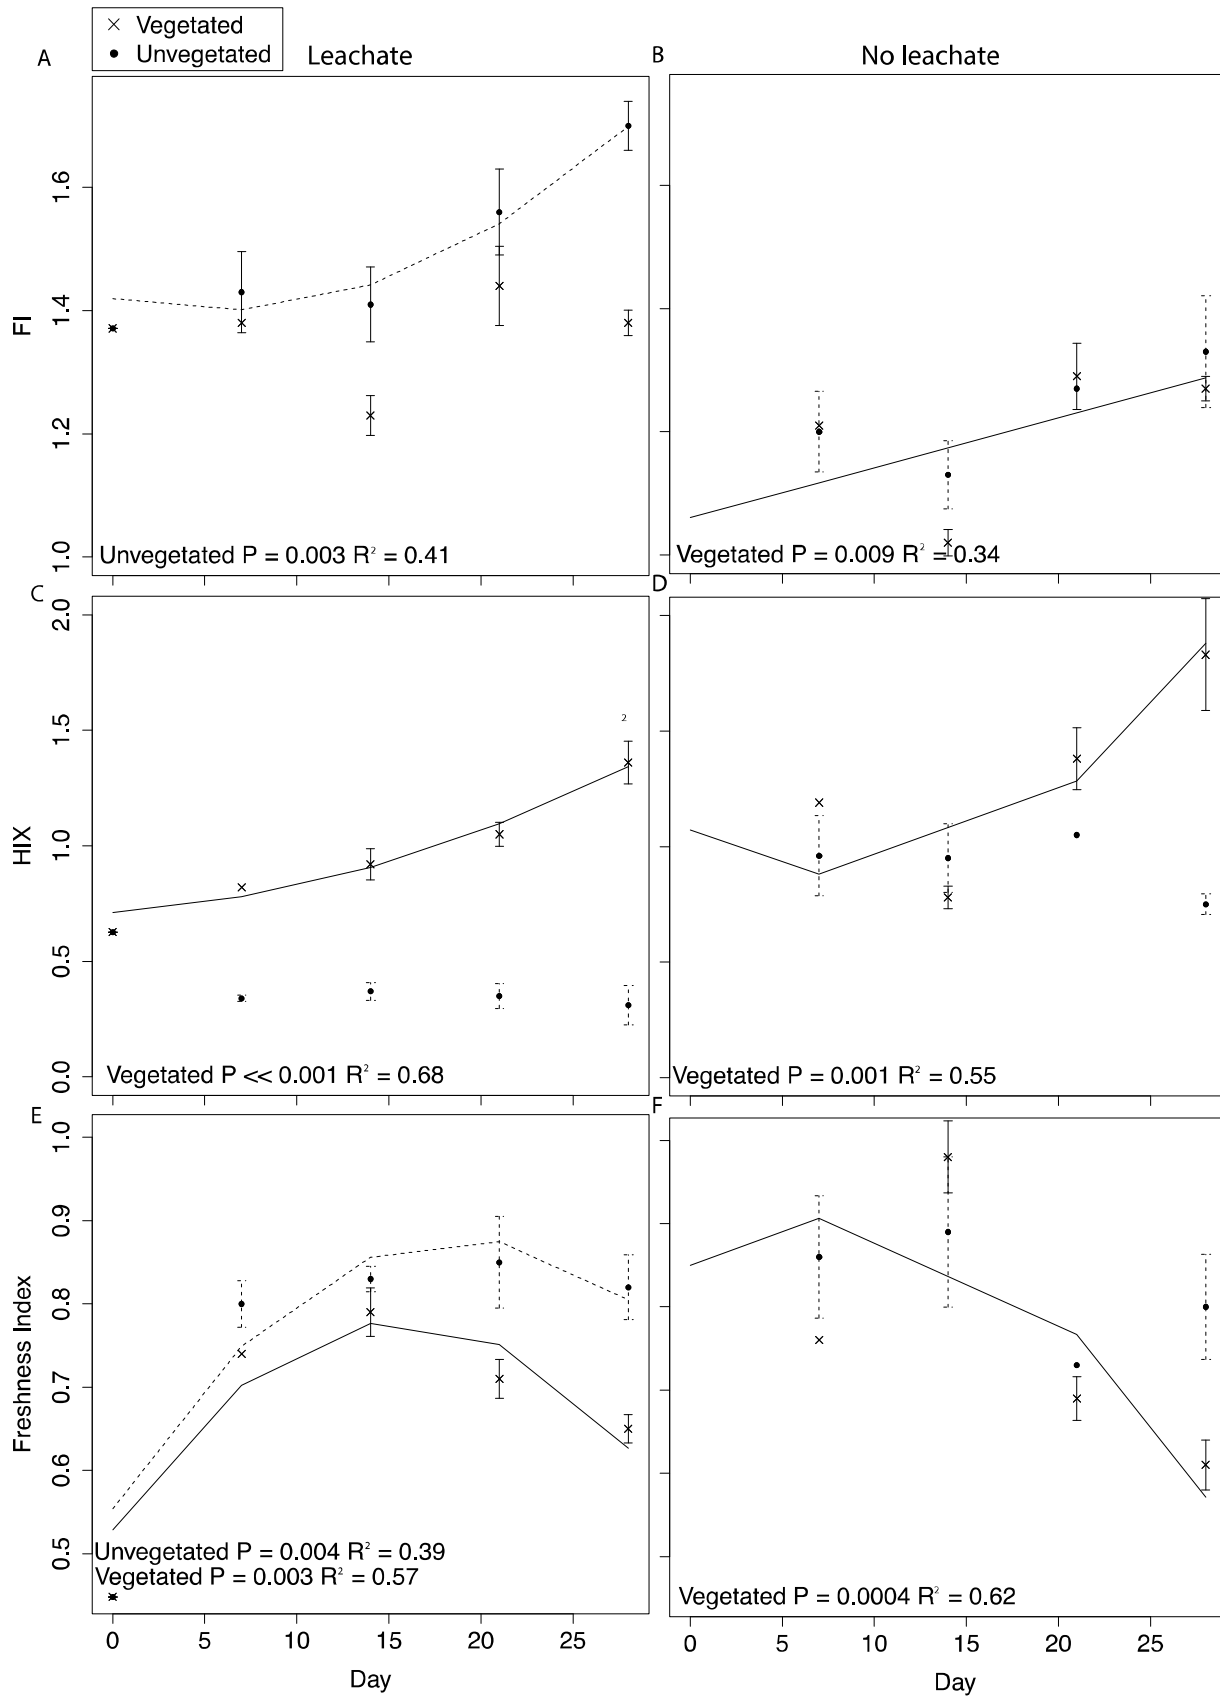 × Vegetated
• Unvegetated
A
Leachate
B
No leachate
FI
1.6
1.4
1.2
1.0
Unvegetated P = 0.003 R² = 0.41
Vegetated P = 0.009 R² = 0.34
C
D
HIX
2.0
1.5
1.0
0.5
0.0
2
Vegetated P << 0.001 R² = 0.68
Vegetated P = 0.001 R² = 0.55
E
F
Freshness Index
1.0
0.9
0.8
0.7
0.6
0.5
Unvegetated P = 0.004 R² = 0.39
Vegetated P = 0.003 R² = 0.57
Vegetated P = 0.0004 R² = 0.62
0 5 10 15 20 25
Day
0 5 10 15 20 25
Day